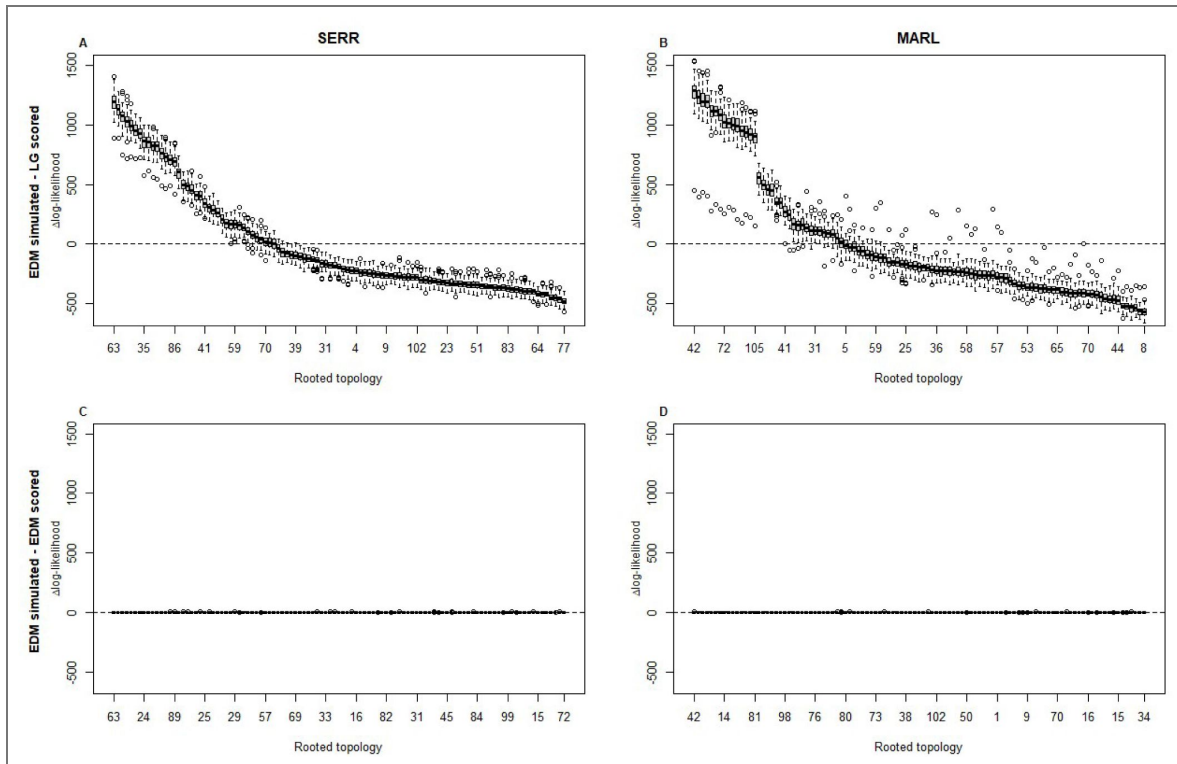 SERR
MARL
A
B
EDM simulated - LG scored
Δlog-likelihood
1500
1000
500
0
-500
63 35 86 41 59 70 39 31 4 9 102 23 51 83 64 77
Rooted topology
Δlog-likelihood
1500
1000
500
0
-500
42 72 105 41 31 5 59 25 36 58 57 53 65 70 44 8
Rooted topology
C
D
EDM simulated - EDM scored
Δlog-likelihood
1500
1000
500
0
-500
63 24 89 25 29 57 69 33 16 82 31 45 84 99 15 72
Rooted topology
Δlog-likelihood
1500
1000
500
0
-500
42 14 81 98 76 80 73 38 102 50 1 9 70 16 15 34
Rooted topology